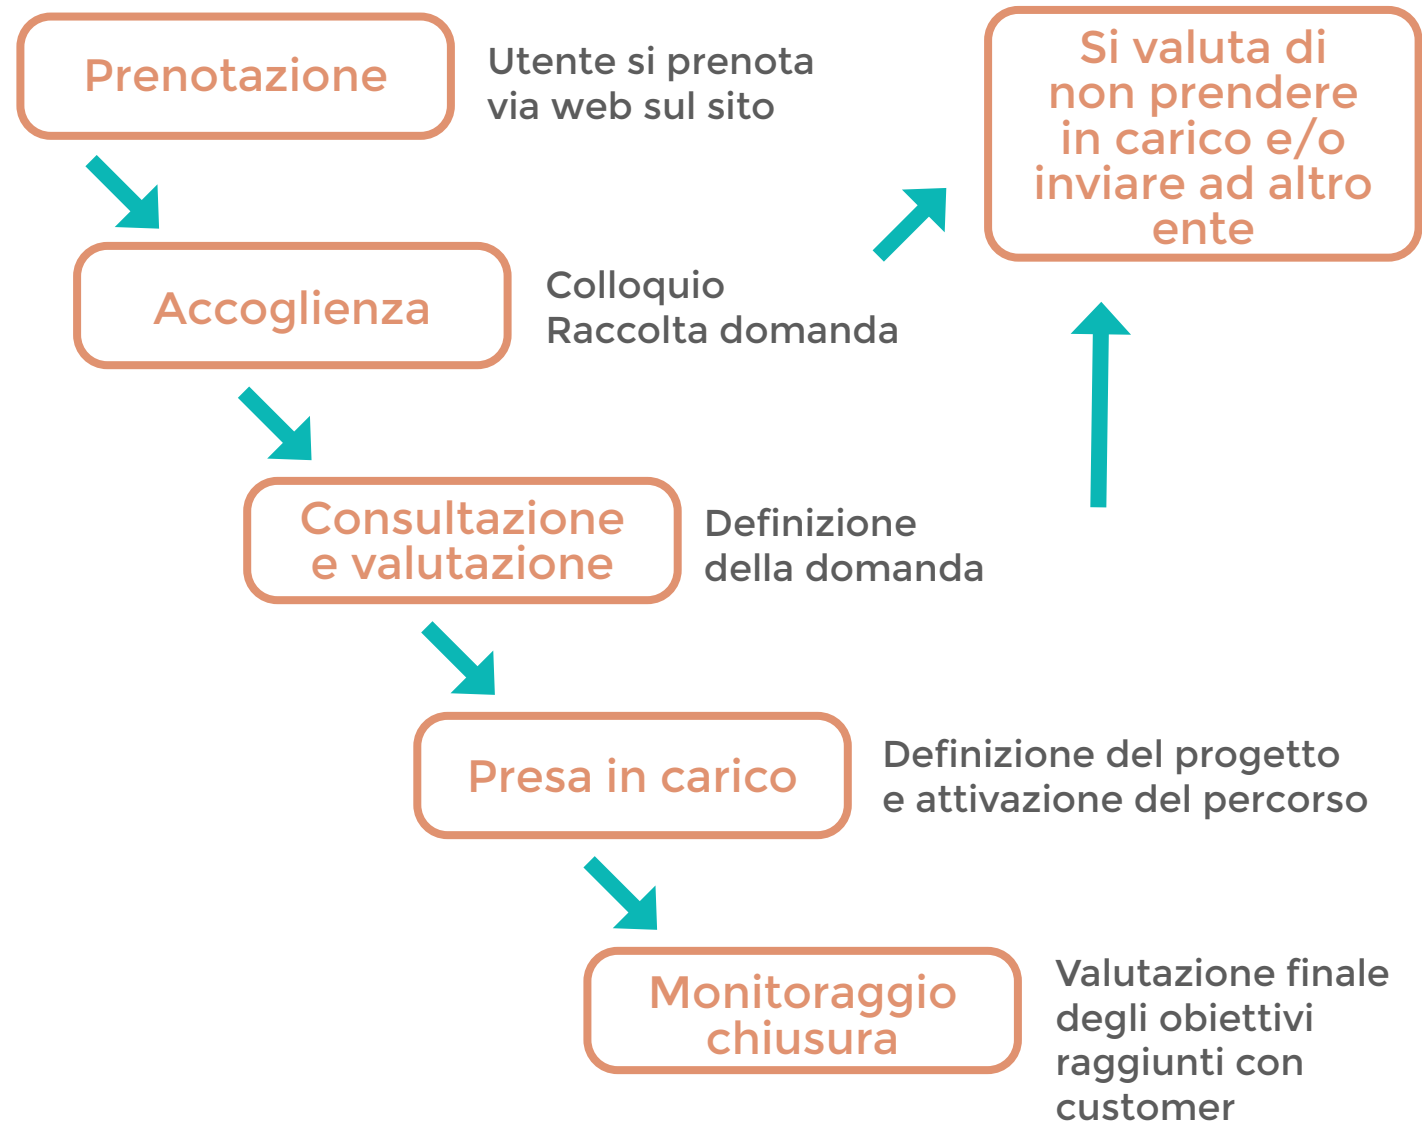 Prenotazione
Utente si prenota
via web sul sito
Si valuta di
non prendere
in carico e/o
inviare ad altro
ente
Accoglienza
Colloquio
Raccolta domanda
Consultazione
e valutazione
Definizione
della domanda
Presa in carico
Definizione del progetto
e attivazione del percorso
Monitoraggio
chiusura
Valutazione finale
degli obiettivi
raggiunti con
customer